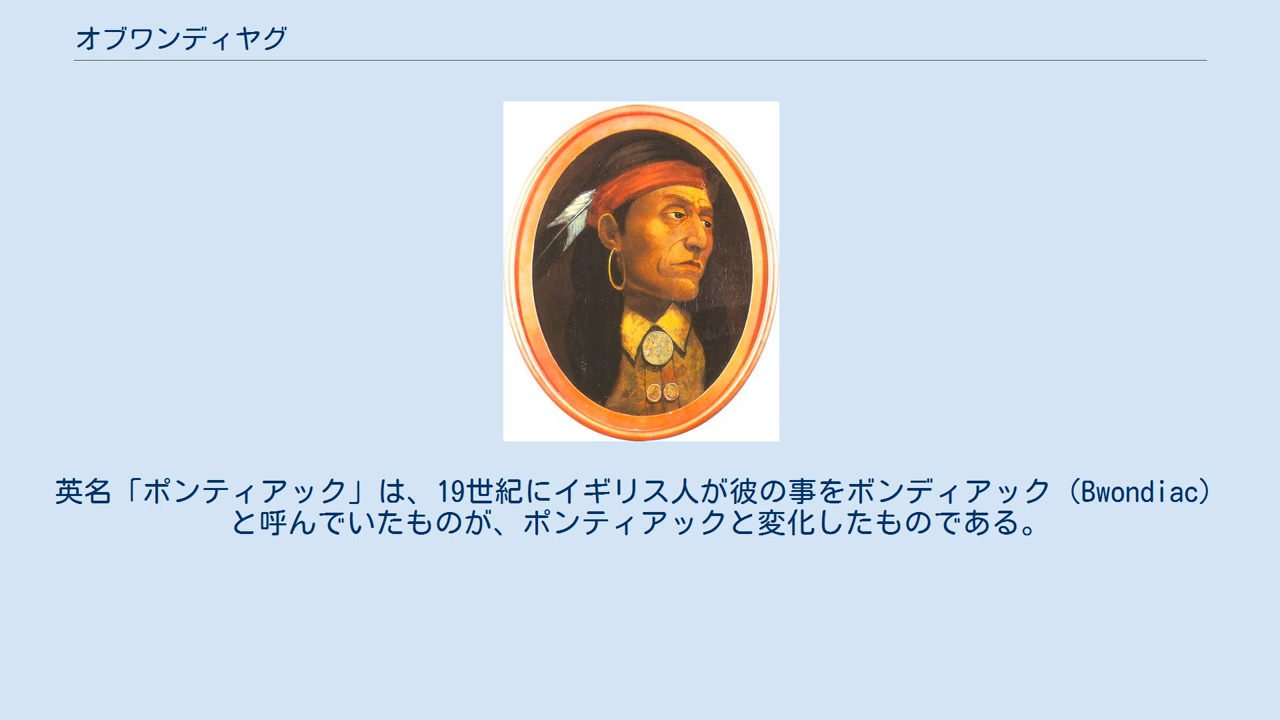 オブワンディヤグ
英名「ポンティアック」は、19世紀にイギリス人が彼の事をボンディアック（Bwondiac）
と呼んでいたものが、ポンティアックと変化したものである。